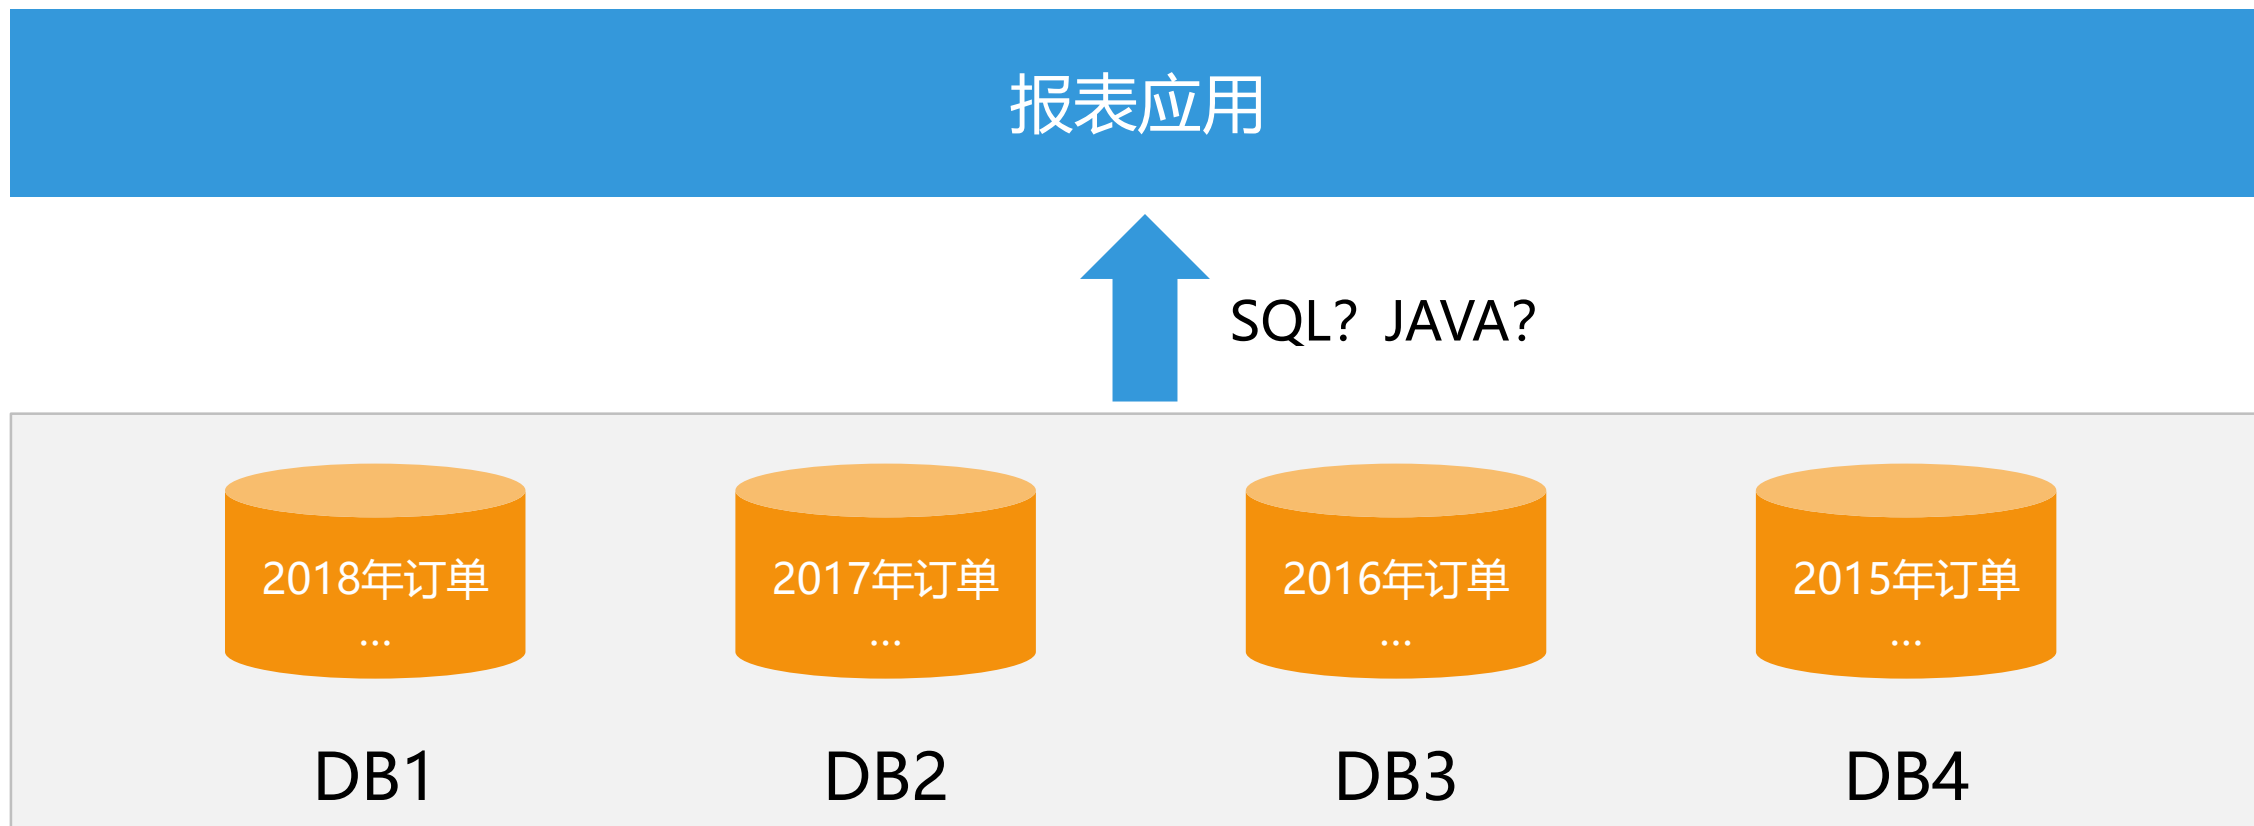 报表应用
SQL？JAVA？
2018年订单
...
2017年订单
...
2016年订单
...
2015年订单
...
DB1
DB2
DB3
DB4